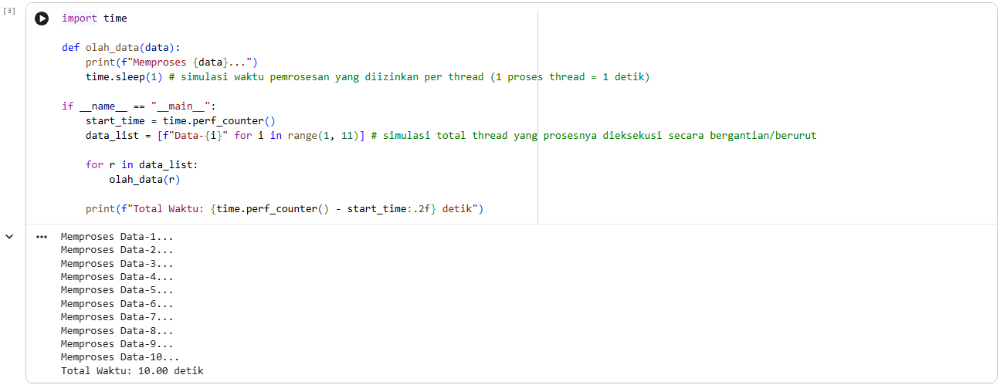 [3]
import time
def olah_data(data):
print(f"Memproses {data}...")
time.sleep(1) # simulasi waktu pemrosesan yang diizinkan per thread (1 proses thread = 1 detik)
if __name__ == "__main__":
start_time = time.perf_counter()
data_list = [f"Data-{i}" for i in range(1, 11)] # simulasi total thread yang prosesnya dieksekusi secara bergantian/berurut
for r in data_list:
olah_data(r)
print(f"Total Waktu: {time.perf_counter() - start_time:.2f} detik")
Memproses Data-1...
Memproses Data-2...
Memproses Data-3...
Memproses Data-4...
Memproses Data-5...
Memproses Data-6...
Memproses Data-7...
Memproses Data-8...
Memproses Data-9...
Memproses Data-10...
Total Waktu: 10.00 detik